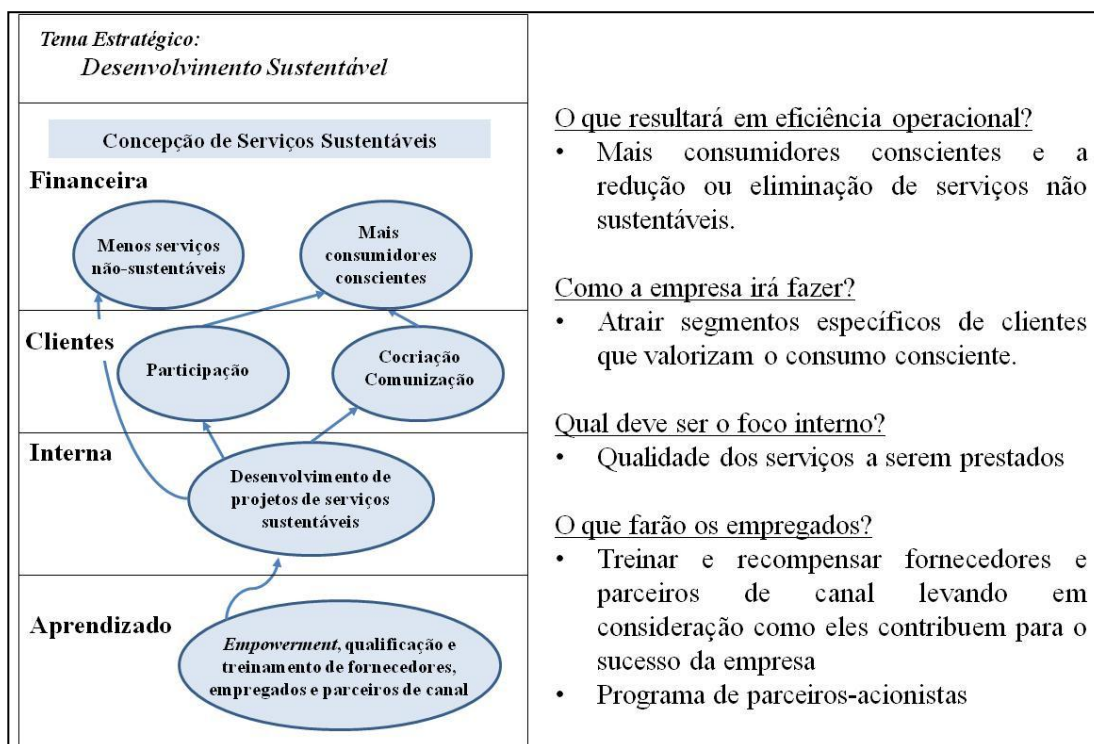 Tema Estratégico:
Desenvolvimento Sustentável
Concepção de Serviços Sustentáveis
Financeira
Menos serviços
não-sustentáveis
Mais
consumidores
conscientes
Clientes
Participação
Cocriação
Comunização
Interna
Desenvolvimento de
projetos de serviços
sustentáveis
Aprendizado
Empowerment, qualificação e
treinamento de fornecedores,
empregados e parceiros de canal
O que resultará em eficiência operacional?
• Mais consumidores conscientes e a
redução ou eliminação de serviços não
sustentáveis.
Como a empresa irá fazer?
• Atrair segmentos específicos de clientes
que valorizam o consumo consciente.
Qual deve ser o foco interno?
• Qualidade dos serviços a serem prestados
O que farão os empregados?
• Treinar e recompensar fornecedores e
parceiros de canal levando em
consideração como eles contribuem para o
sucesso da empresa
• Programa de parceiros-acionistas